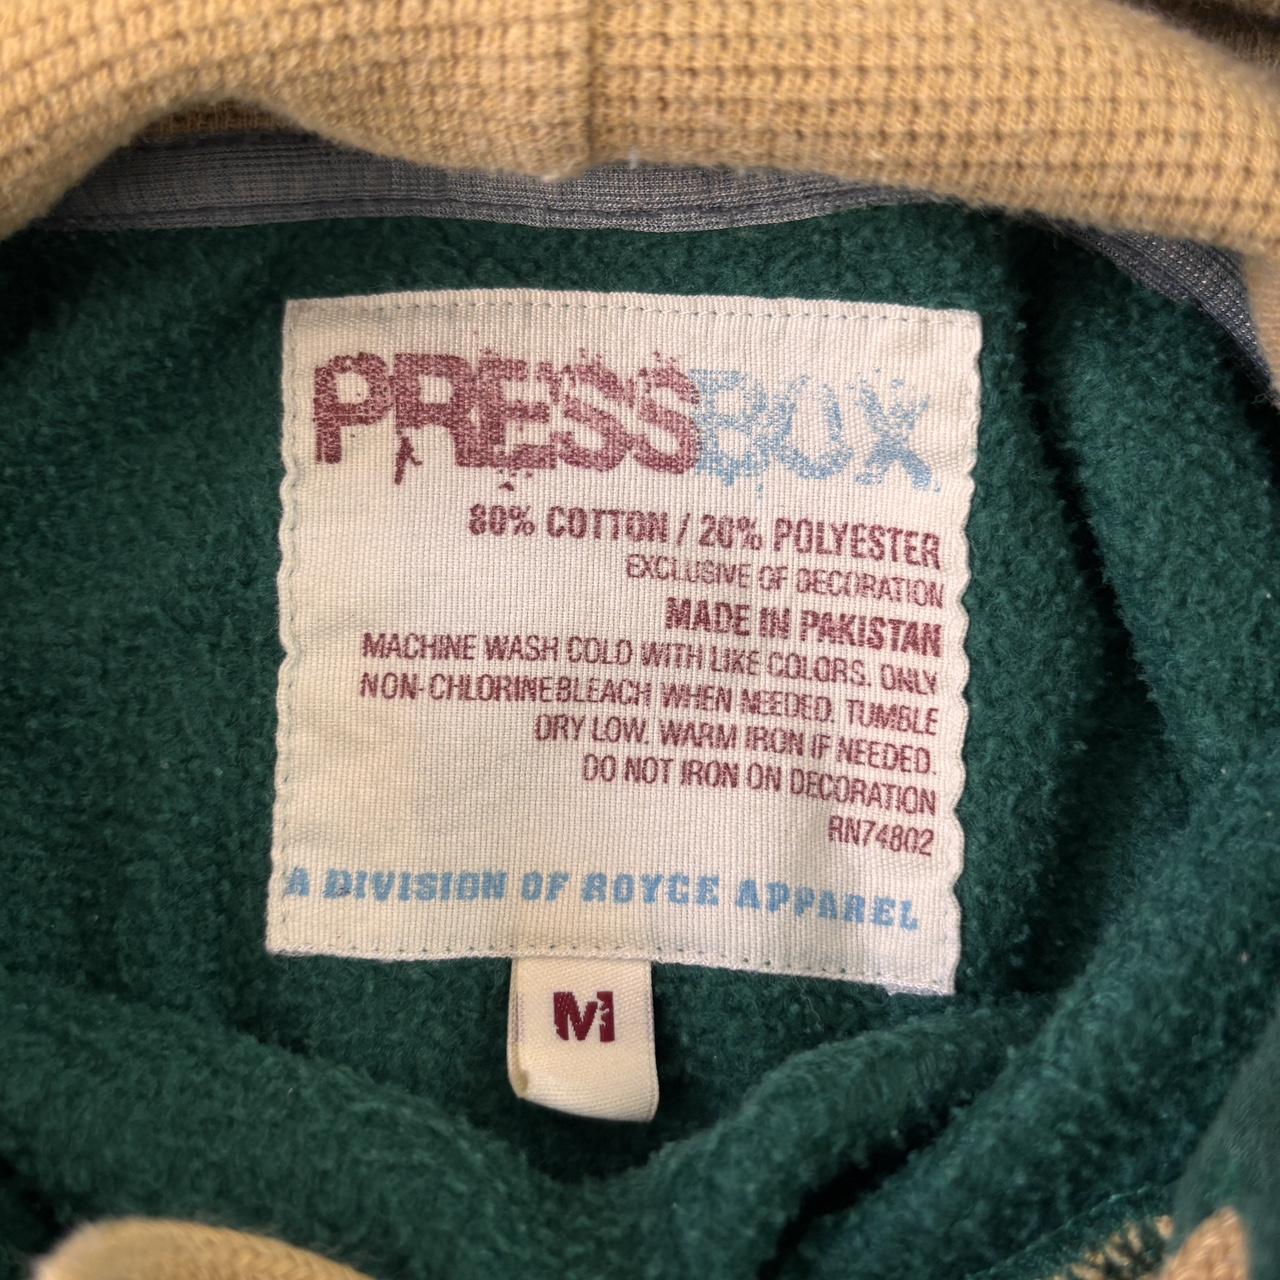 PRESSBOX
80% COTTON / 20% POLYESTER
EXCLUSIVE OF DECORATION
MADE IN PAKISTAN
MACHINE WASH COLD WITH LIKE COLORS. ONLY
NON-CHLORINE BLEACH WHEN NEEDED. TUMBLE
DRY LOW. WARM IRON IF NEEDED.
DO NOT IRON ON DECORATION
RN74802
A DIVISION OF ROYCE APPAREL
M